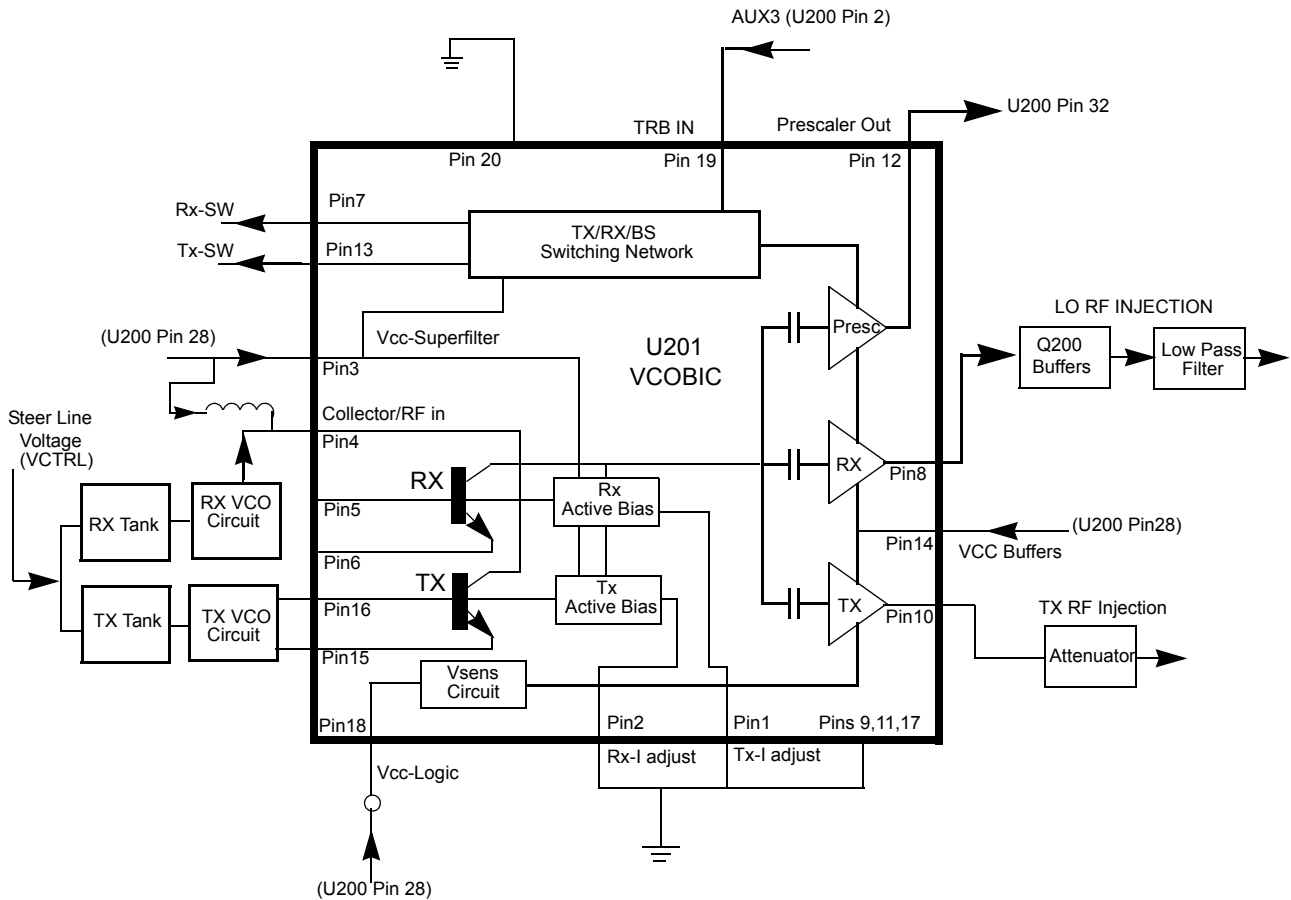 AUX3 (U200 Pin 2)
U200 Pin 32
TRB IN
Prescaler Out
Pin 20
Pin 19
Pin 12
Pin7
Rx-SW
TX/RX/BS
Switching Network
Tx-SW
Pin13
LO RF INJECTION
Presc
(U200 Pin 28)
Vcc-Superfilter
U201
VCOBIC
Q200
Buffers
Low Pass
Filter
Pin3
Steer Line
Voltage
(VCTRL)
Collector/RF in
Pin4
RX
RX
Pin8
Rx
Active Bias
RX Tank
RX VCO
Circuit
Pin5
(U200 Pin28)
Pin14
VCC Buffers
Pin6
TX
Tx
Active Bias
TX
Pin10
Pin16
TX Tank
TX VCO
Circuit
TX RF Injection
Pin15
Attenuator
Vsens
Circuit
Pin18
Pin2
Pin1
Pins 9,11,17
Rx-I adjust
Tx-I adjust
Vcc-Logic
(U200 Pin 28)